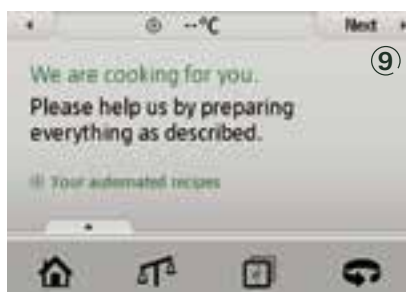 --°C
Next
⑨
We are cooking for you.
Please help us by preparing
everything as described.
Your automated recipes